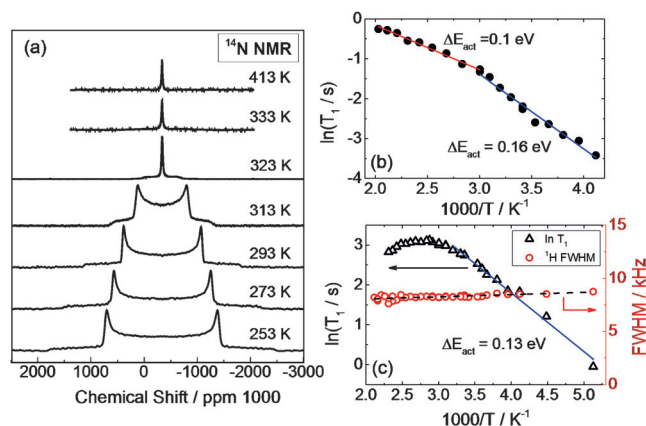 (a)
¹⁴N NMR
413 K
333 K
323 K
313 K
293 K
273 K
253 K
2500 2000 1000 0 -1000 -2000 -3000
Chemical Shift / ppm 1000
0
-1
-2
-3
-4
ln(T₁ / s)
ΔE_act =0.1 eV
ΔE_act = 0.16 eV
(b)
2.0 2.5 3.0 3.5 4.0
1000/T / K⁻¹
3
2
1
0
ln(T₁ / s)
ln T₁
¹H FWHM
15
10
5
0
FWHM / kHz
ΔE_act = 0.13 eV
(c)
2.0 2.5 3.0 3.5 4.0 4.5 5.0
1000/T / K⁻¹